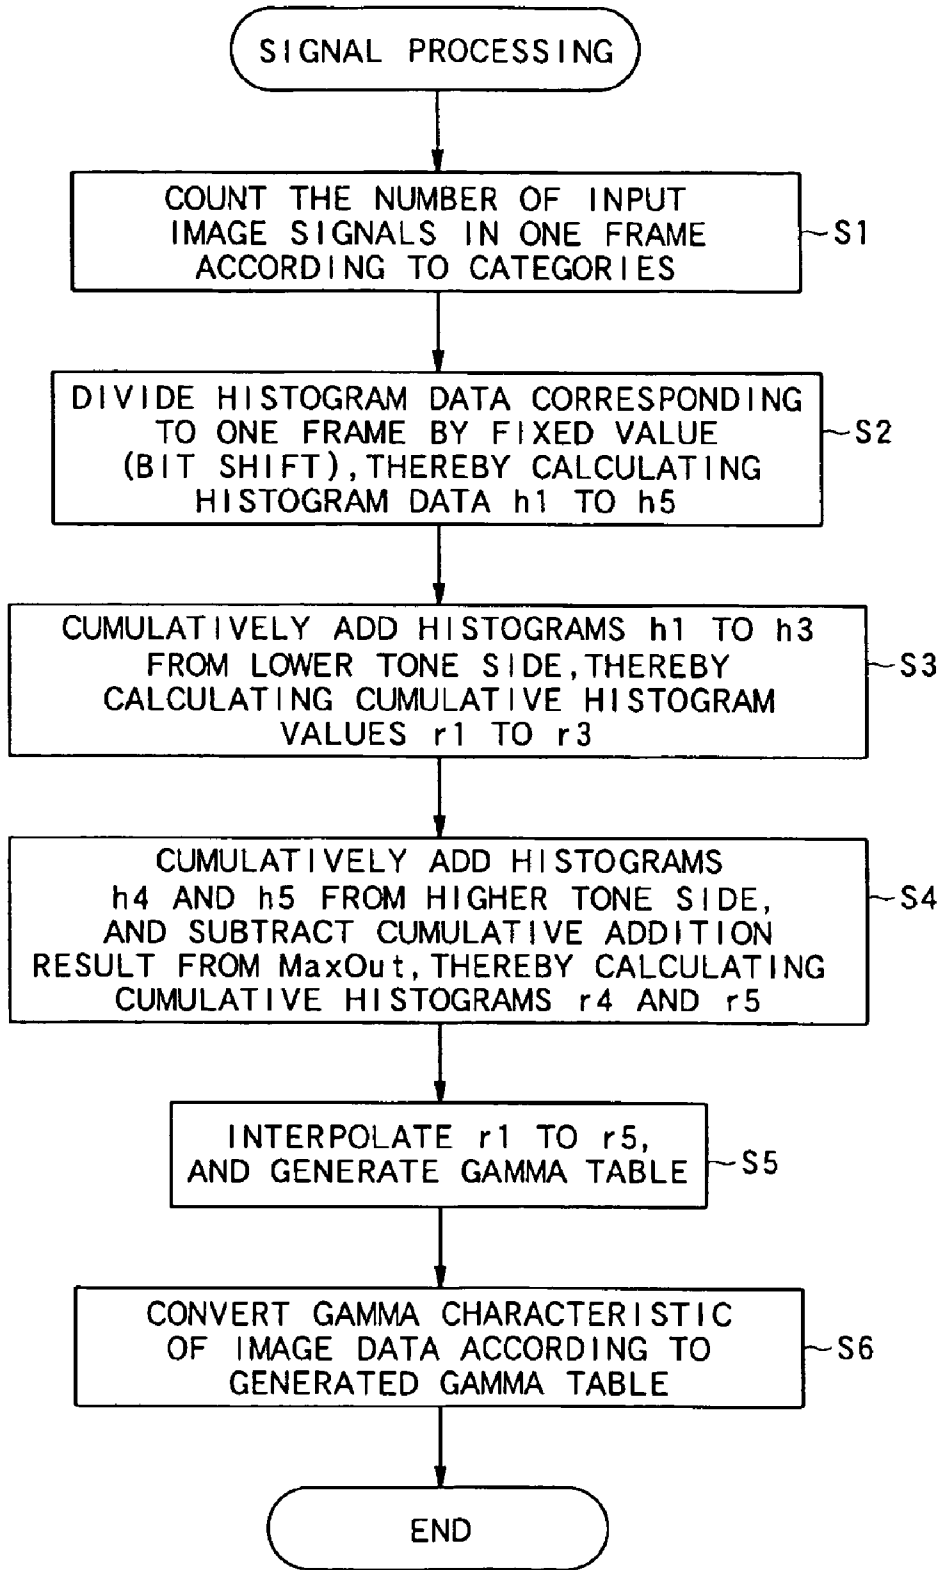 SIGNAL PROCESSING
COUNT THE NUMBER OF INPUT
IMAGE SIGNALS IN ONE FRAME
ACCORDING TO CATEGORIES
S1
DIVIDE HISTOGRAM DATA CORRESPONDING
TO ONE FRAME BY FIXED VALUE
(BIT SHIFT), THEREBY CALCULATING
HISTOGRAM DATA h1 TO h5
S2
CUMULATIVELY ADD HISTOGRAMS h1 TO h3
FROM LOWER TONE SIDE, THEREBY
CALCULATING CUMULATIVE HISTOGRAM
VALUES r1 TO r3
S3
CUMULATIVELY ADD HISTOGRAMS
h4 AND h5 FROM HIGHER TONE SIDE,
AND SUBTRACT CUMULATIVE ADDITION
RESULT FROM MaxOut, THEREBY CALCULATING
CUMULATIVE HISTOGRAMS r4 AND r5
S4
INTERPOLATE r1 TO r5,
AND GENERATE GAMMA TABLE
S5
CONVERT GAMMA CHARACTERISTIC
OF IMAGE DATA ACCORDING TO
GENERATED GAMMA TABLE
S6
END